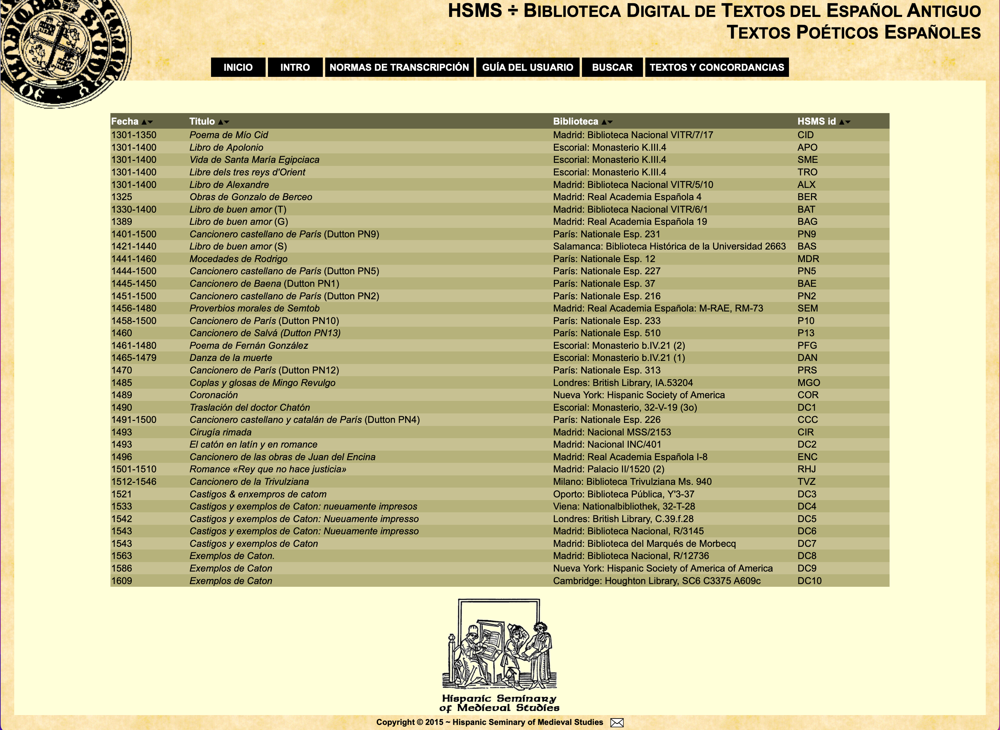 HSMS ÷ BIBLIOTECA DIGITAL DE TEXTOS DEL ESPAÑOL ANTIGUO
TEXTOS POÉTICOS ESPAÑOLES
INICIO INTRO NORMAS DE TRANSCRIPCIÓN GUÍA DEL USUARIO BUSCAR TEXTOS Y CONCORDANCIAS
Fecha ▲▼ Titulo ▲▼ Biblioteca ▲▼ HSMS id ▲▼
1301-1350 Poema de Mío Cid Madrid: Biblioteca Nacional VITR/7/17 CID
1301-1400 Libro de Apolonio Escorial: Monasterio K.III.4 APO
1301-1400 Vida de Santa María Egipciaca Escorial: Monasterio K.III.4 SME
1301-1400 Libre dels tres reys d'Orient Escorial: Monasterio K.III.4 TRO
1301-1400 Libro de Alexandre Madrid: Biblioteca Nacional VITR/5/10 ALX
1325 Obras de Gonzalo de Berceo Madrid: Real Academia Española 4 BER
1330-1400 Libro de buen amor (T) Madrid: Biblioteca Nacional VITR/6/1 BAT
1389 Libro de buen amor (G) Madrid: Real Academia Española 19 BAG
1401-1500 Cancionero castellano de París (Dutton PN9) París: Nationale Esp. 231 PN9
1421-1440 Libro de buen amor (S) Salamanca: Biblioteca Histórica de la Universidad 2663 BAS
1441-1460 Mocedades de Rodrigo París: Nationale Esp. 12 MDR
1444-1500 Cancionero castellano de París (Dutton PN5) París: Nationale Esp. 227 PN5
1445-1450 Cancionero de Baena (Dutton PN1) París: Nationale Esp. 37 BAE
1451-1500 Cancionero castellano de París (Dutton PN2) París: Nationale Esp. 216 PN2
1456-1480 Proverbios morales de Semtob Madrid: Real Academia Española: M-RAE, RM-73 SEM
1458-1500 Cancionero de París (Dutton PN10) París: Nationale Esp. 233 P10
1460 Cancionero de Salvá (Dutton PN13) París: Nationale Esp. 510 P13
1461-1480 Poema de Fernán González Escorial: Monasterio b.IV.21 (2) PFG
1465-1479 Danza de la muerte Escorial: Monasterio b.IV.21 (1) DAN
1470 Cancionero de París (Dutton PN12) París: Nationale Esp. 313 PRS
1485 Coplas y glosas de Mingo Revulgo Londres: British Library, IA.53204 MGO
1489 Coronación Nueva York: Hispanic Society of America COR
1490 Traslación del doctor Chatón Escorial: Monasterio, 32-V-19 (3o) DC1
1491-1500 Cancionero castellano y catalán de París (Dutton PN4) París: Nationale Esp. 226 CCC
1493 Cirugía rimada Madrid: Nacional MSS/2153 CIR
1493 El catón en latín y en romance Madrid: Nacional INC/401 DC2
1496 Cancionero de las obras de Juan del Encina Madrid: Real Academia Española I-8 ENC
1501-1510 Romance «Rey que no hace justicia» Madrid: Palacio II/1520 (2) RHJ
1512-1546 Cancionero de la Trivulziana Milano: Biblioteca Trivulziana Ms. 940 TVZ
1521 Castigos & enxempros de catom Oporto: Biblioteca Pública, Y'3-37 DC3
1533 Castigos y exemplos de Caton: nueuamente impresos Viena: Nationalbibliothek, 32-T-28 DC4
1542 Castigos y exemplos de Caton: Nueuamente impresso Londres: British Library, C.39.f.28 DC5
1543 Castigos y exemplos de Caton: Nueuamente impresso Madrid: Biblioteca Nacional, R/3145 DC6
1543 Castigos y exemplos de Caton Madrid: Biblioteca del Marqués de Morbecq DC7
1563 Exemplos de Caton. Madrid: Biblioteca Nacional, R/12736 DC8
1586 Exemplos de Caton Nueva York: Hispanic Society of America of America DC9
1609 Exemplos de Caton Cambridge: Houghton Library, SC6 C3375 A609c DC10
Hispanic Seminary
of Medieval Studies
Copyright © 2015 ~ Hispanic Seminary of Medieval Studies